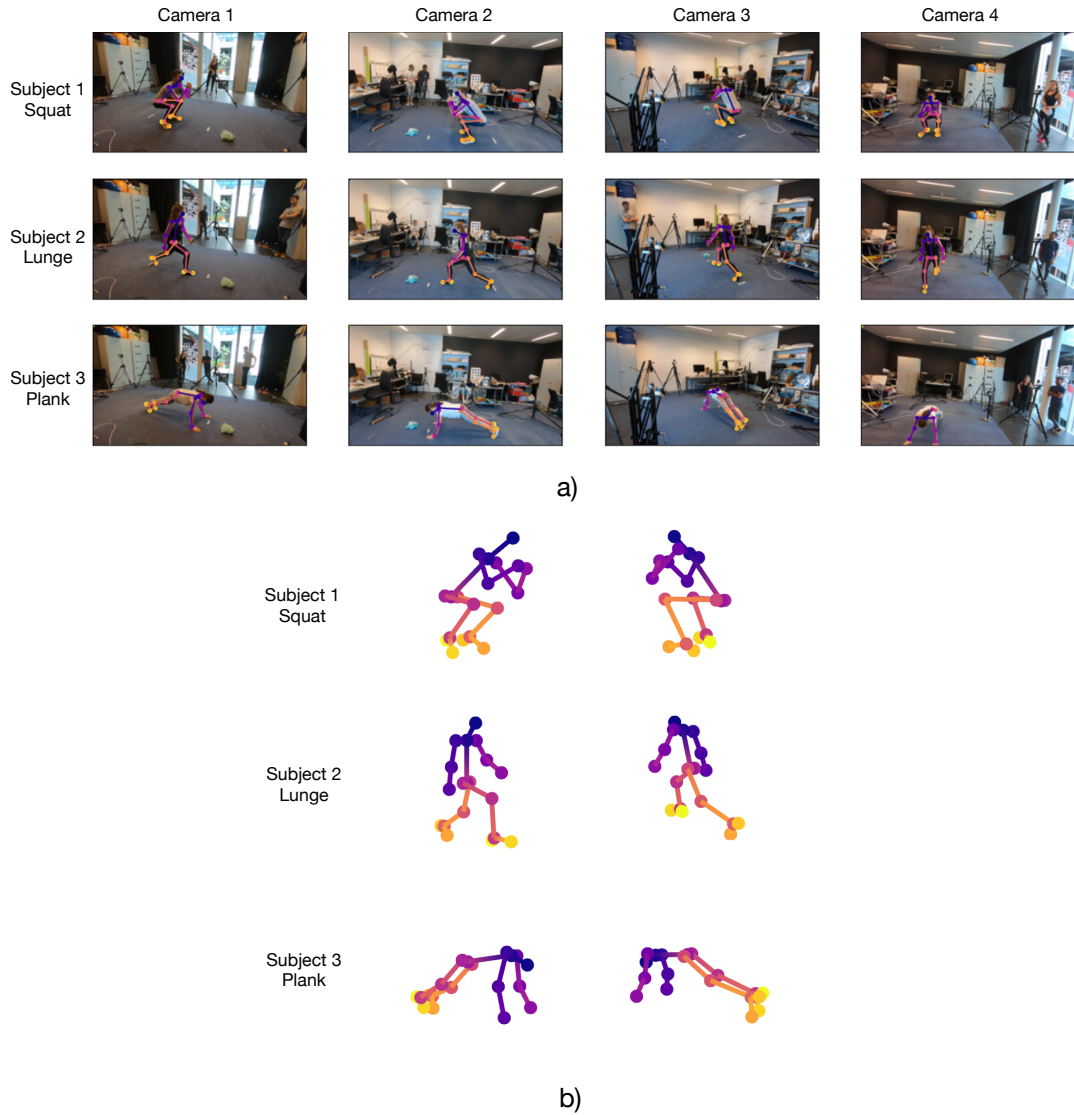 Camera 1 Camera 2 Camera 3 Camera 4
Subject 1
Squat
Subject 2
Lunge
Subject 3
Plank
a)
Subject 1
Squat
Subject 2
Lunge
Subject 3
Plank
b)